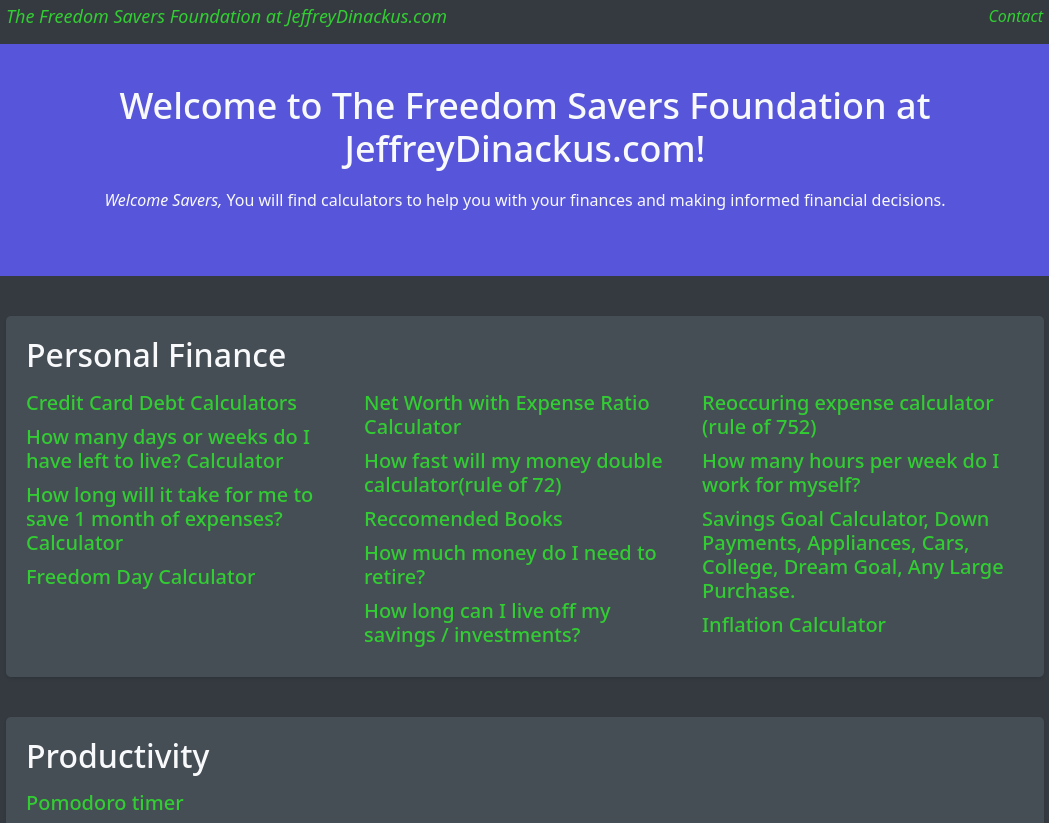 The Freedom Savers Foundation at JeffreyDinackus.com
Contact
Welcome to The Freedom Savers Foundation at
JeffreyDinackus.com!
Welcome Savers, You will find calculators to help you with your finances and making informed financial decisions.
Personal Finance
Credit Card Debt Calculators
How many days or weeks do I
have left to live? Calculator
How long will it take for me to
save 1 month of expenses?
Calculator
Freedom Day Calculator
Net Worth with Expense Ratio
Calculator
How fast will my money double
calculator(rule of 72)
Reccomended Books
How much money do I need to
retire?
How long can I live off my
savings / investments?
Reoccuring expense calculator
(rule of 752)
How many hours per week do I
work for myself?
Savings Goal Calculator, Down
Payments, Appliances, Cars,
College, Dream Goal, Any Large
Purchase.
Inflation Calculator
Productivity
Pomodoro timer